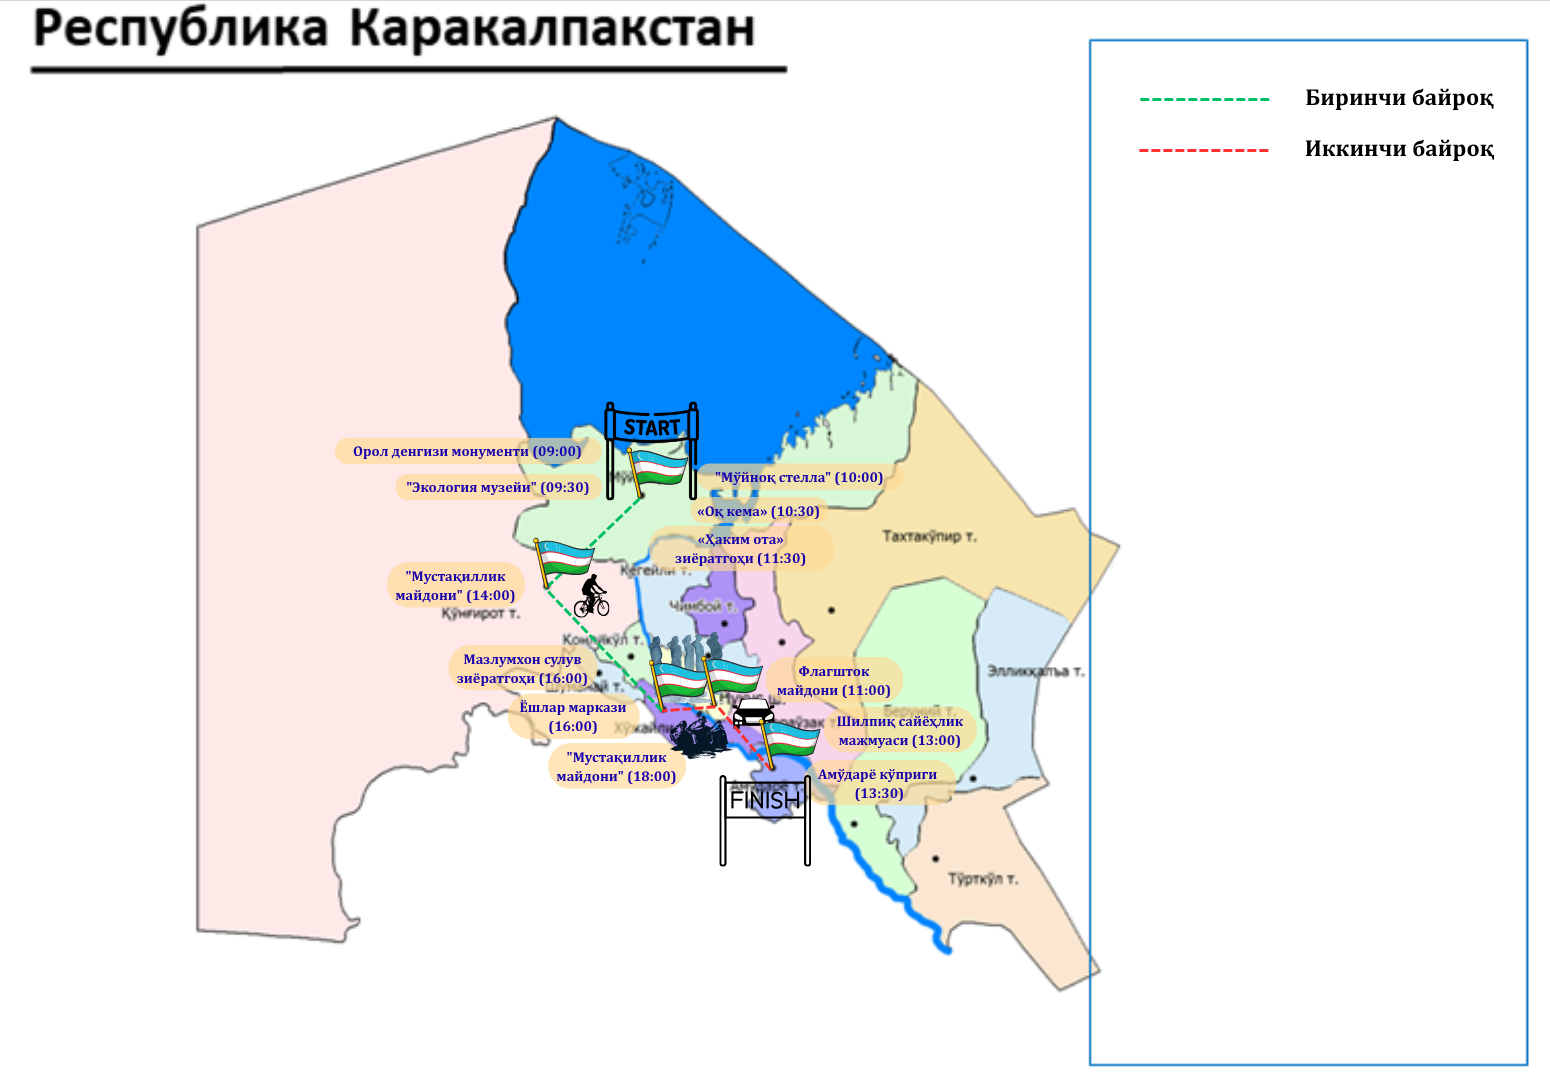 Республика Каракалпакстан
Биринчи байроқ
Иккинчи байроқ
START
Орол денгизи монументи (09:00)
"Экология музейи" (09:30)
"Мўйноқ стелла" (10:00)
«Оқ кема» (10:30)
«Ҳаким ота»
зиёратгоҳи (11:30)
Тахтакўпир т.
Кегейли т.
"Мустақиллик
майдони" (14:00)
Қўнғирот т.
Чимбой т.
Конликўл т.
Мазлумхон сулув
зиёратгоҳи (16:00)
Флагшток
майдони (11:00)
Элликқалъа т.
Ёшлар маркази
(16:00)
Беруний т.
Шилпиқ сайёҳлик
мажмуаси (13:00)
"Мустақиллик
майдони" (18:00)
Амўдарё кўприги
(13:30)
Амударё т.
FINISH
Тўрткўл т.